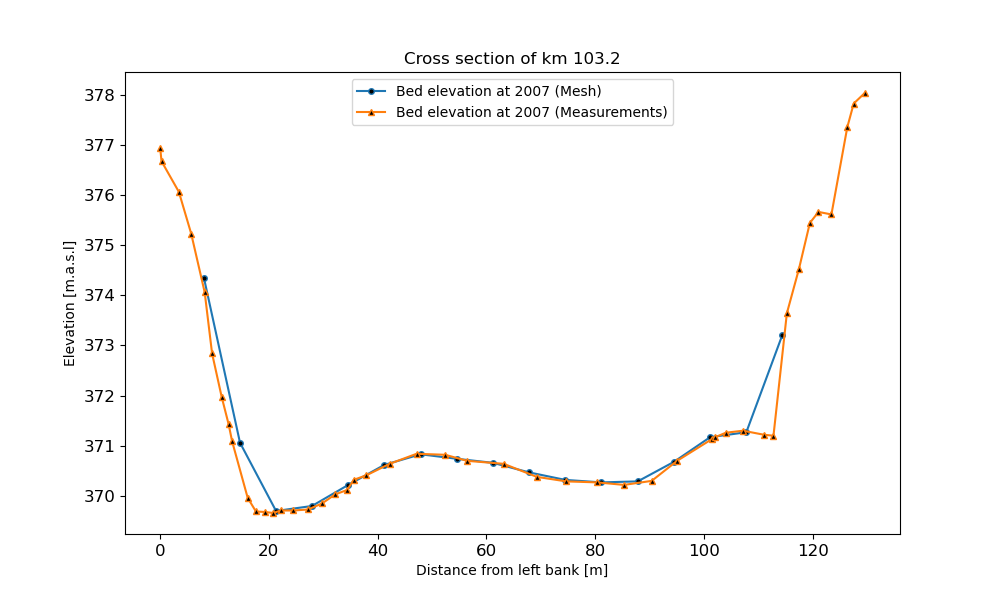 Cross section of km 103.2
Bed elevation at 2007 (Mesh)
Bed elevation at 2007 (Measurements)
Elevation [m.a.s.l]
378
377
376
375
374
373
372
371
370
0 20 40 60 80 100 120
Distance from left bank [m]